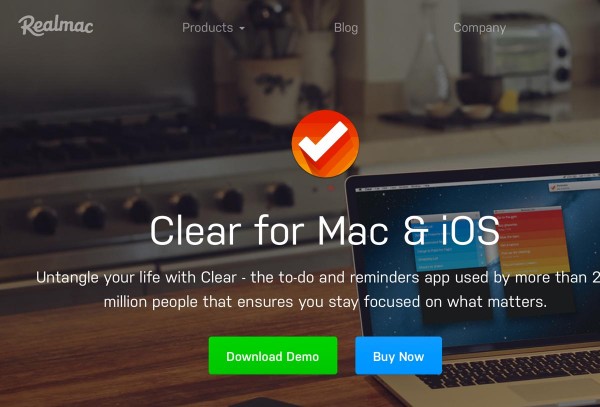 Realmac
Products
Blog
Company
Clear for Mac & iOS
Untangle your life with Clear - the to-do and reminders app used by more than 2
million people that ensures you stay focused on what matters.
Download Demo
Buy Now